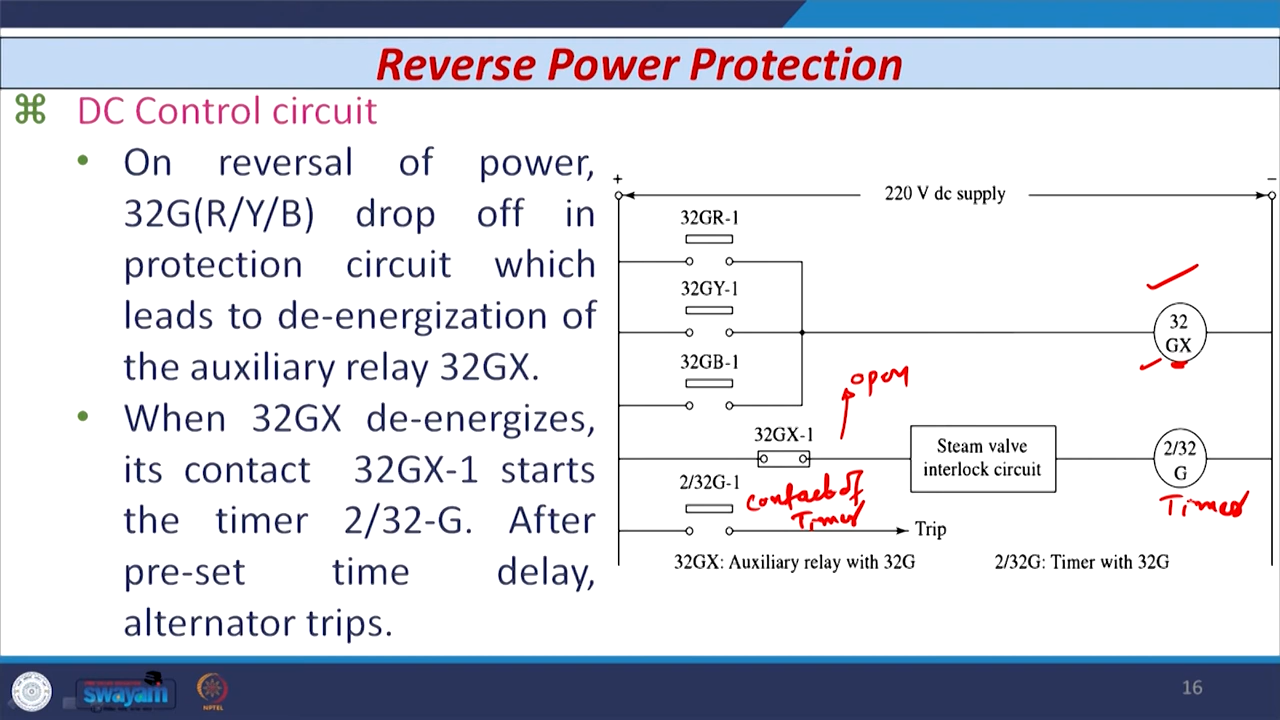 Reverse Power Protection
⌘ DC Control circuit
• On reversal of power,
32G(R/Y/B) drop off in
protection circuit which
leads to de-energization of
the auxiliary relay 32GX.
• When 32GX de-energizes,
its contact 32GX-1 starts
the timer 2/32-G. After
pre-set time delay,
alternator trips.
+ −
220 V dc supply
32GR-1
32GY-1
32
GX
32GB-1
open
32GX-1
Steam valve
interlock circuit
2/32
G
2/32G-1
contact of
Timer
Timer
Trip
32GX: Auxiliary relay with 32G
2/32G: Timer with 32G
swayam
NPTEL
16